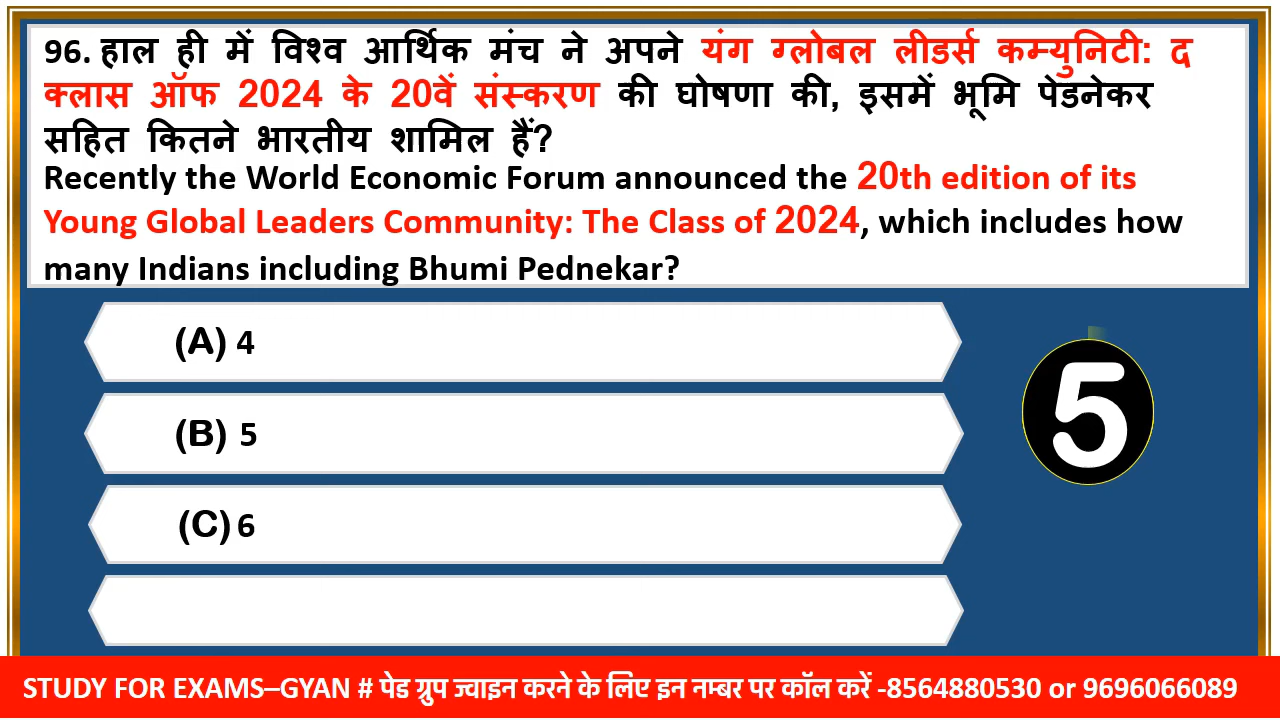 96. हाल ही में विश्व आर्थिक मंच ने अपने यंग ग्लोबल लीडर्स कम्युनिटी: द
क्लास ऑफ 2024 के 20वें संस्करण की घोषणा की, इसमें भूमि पेडनेकर
सहित कितने भारतीय शामिल हैं?
Recently the World Economic Forum announced the 20th edition of its
Young Global Leaders Community: The Class of 2024, which includes how
many Indians including Bhumi Pednekar?
(A) 4
(B) 5
(C) 6
5
STUDY FOR EXAMS–GYAN # पेड ग्रुप ज्वाइन करने के लिए इन नम्बर पर कॉल करें -8564880530 or 9696066089